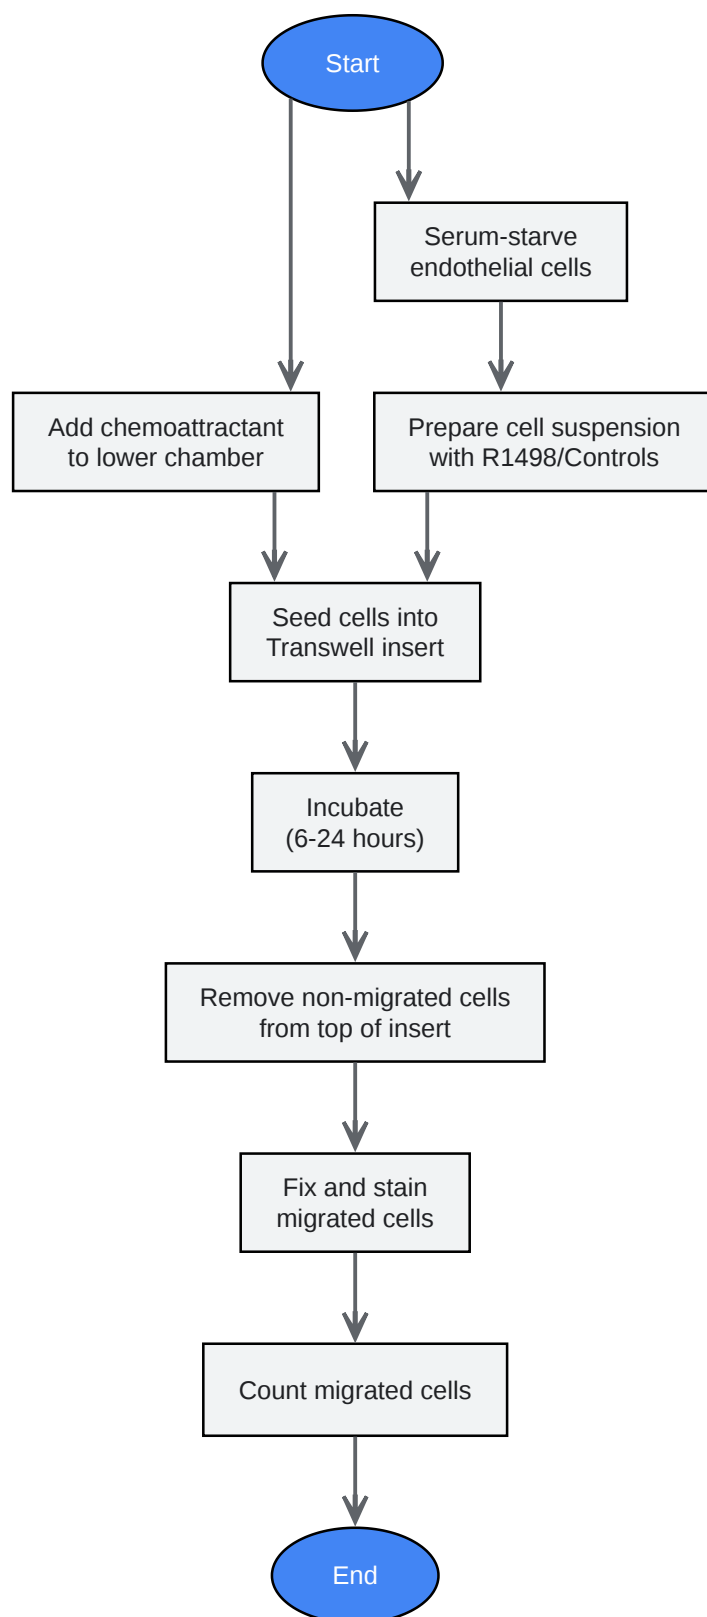 Start
Serum-starve
endothelial cells
Add chemoattractant
to lower chamber
Prepare cell suspension
with R1498/Controls
Seed cells into
Transwell insert
Incubate
(6-24 hours)
Remove non-migrated cells
from top of insert
Fix and stain
migrated cells
Count migrated cells
End